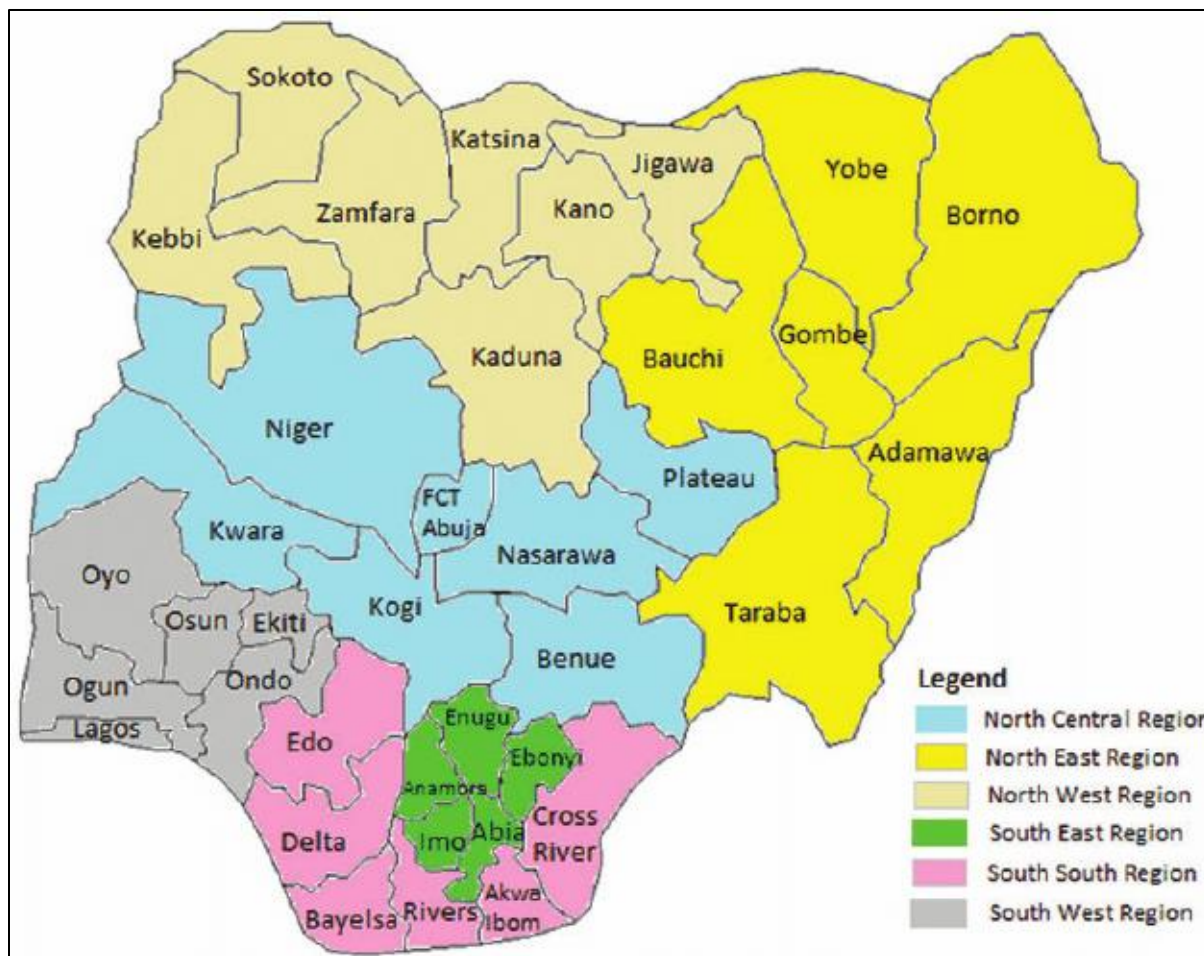 Sokoto
Katsina
Jigawa
Yobe
Borno
Kebbi
Zamfara
Kano
Kaduna
Bauchi
Gombe
Niger
Adamawa
Plateau
FCT
Abuja
Kwara
Nasarawa
Oyo
Kogi
Taraba
Osun
Ekiti
Benue
Ogun
Ondo
Lagos
Enugu
Edo
Ebonyi
Anambrs
Delta
Imo
Abia
Cross
River
Bayelsa
Rivers
Akwa
Ibom
Legend
North Central Region
North East Region
North West Region
South East Region
South South Region
South West Region